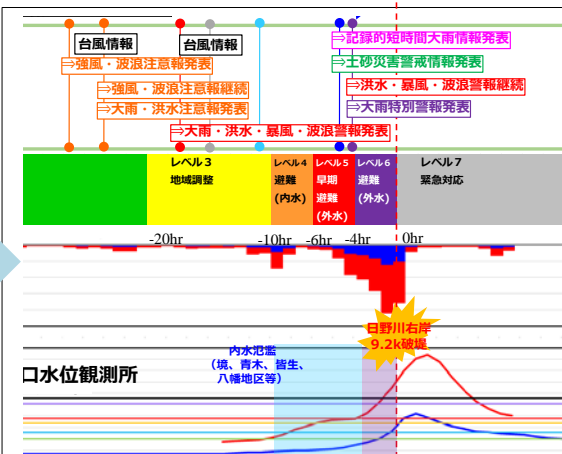 台風情報
台風情報
⇒記録的短時間大雨情報発表
⇒強風・波浪注意報発表
⇒土砂災害警戒情報発表
⇒強風・波浪注意報継続
⇒洪水・暴風・波浪警報継続
⇒大雨・洪水注意報発表
⇒大雨特別警報発表
⇒大雨・洪水・暴風・波浪警報発表
レベル3
地域調整
レベル4
避難
(内水)
レベル5
早期
避難
(外水)
レベル6
避難
(外水)
レベル7
緊急対応
-20hr
-10hr
-6hr
-4hr
0hr
日野川右岸
9.2k破堤
内水氾濫
(境、青木、皆生、
八幡地区等)
口水位観測所